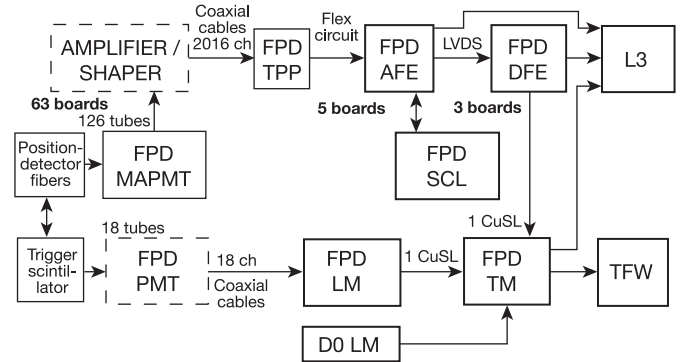 Coaxial
cables
2016 ch
Flex
circuit
AMPLIFIER /
SHAPER
FPD
TPP
FPD
AFE
LVDS
FPD
DFE
L3
63 boards
126 tubes
5 boards
3 boards
Position-
detector
fibers
FPD
MAPMT
FPD
SCL
18 tubes
1 CuSL
Trigger
scintil-
lator
FPD
PMT
18 ch
Coaxial
cables
FPD
LM
1 CuSL
FPD
TM
TFW
D0 LM